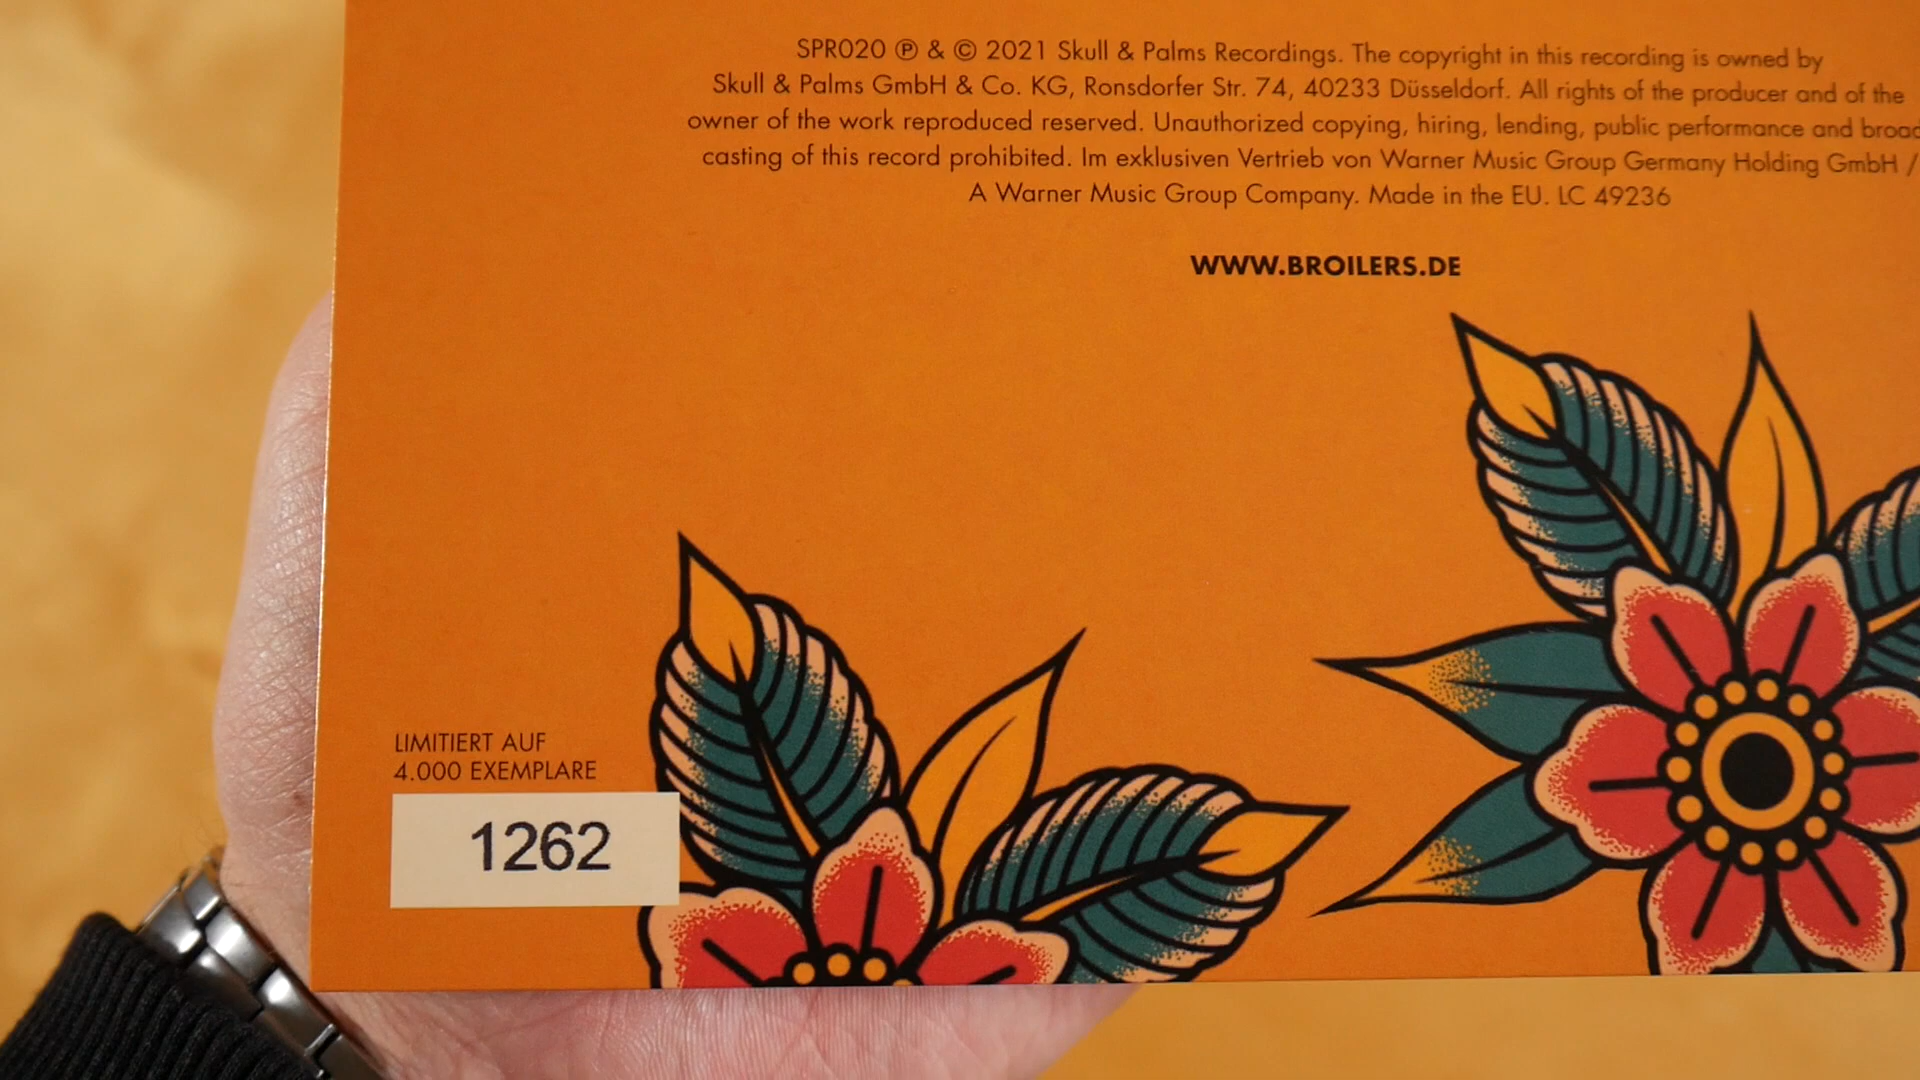 SPR020 ℗ & © 2021 Skull & Palms Recordings. The copyright in this recording is owned by
Skull & Palms GmbH & Co. KG, Ronsdorfer Str. 74, 40233 Düsseldorf. All rights of the producer and of the
owner of the work reproduced reserved. Unauthorized copying, hiring, lending, public performance and broad
casting of this record prohibited. Im exklusiven Vertrieb von Warner Music Group Germany Holding GmbH /
A Warner Music Group Company. Made in the EU. LC 49236
WWW.BROILERS.DE
LIMITIERT AUF
4.000 EXEMPLARE
1262